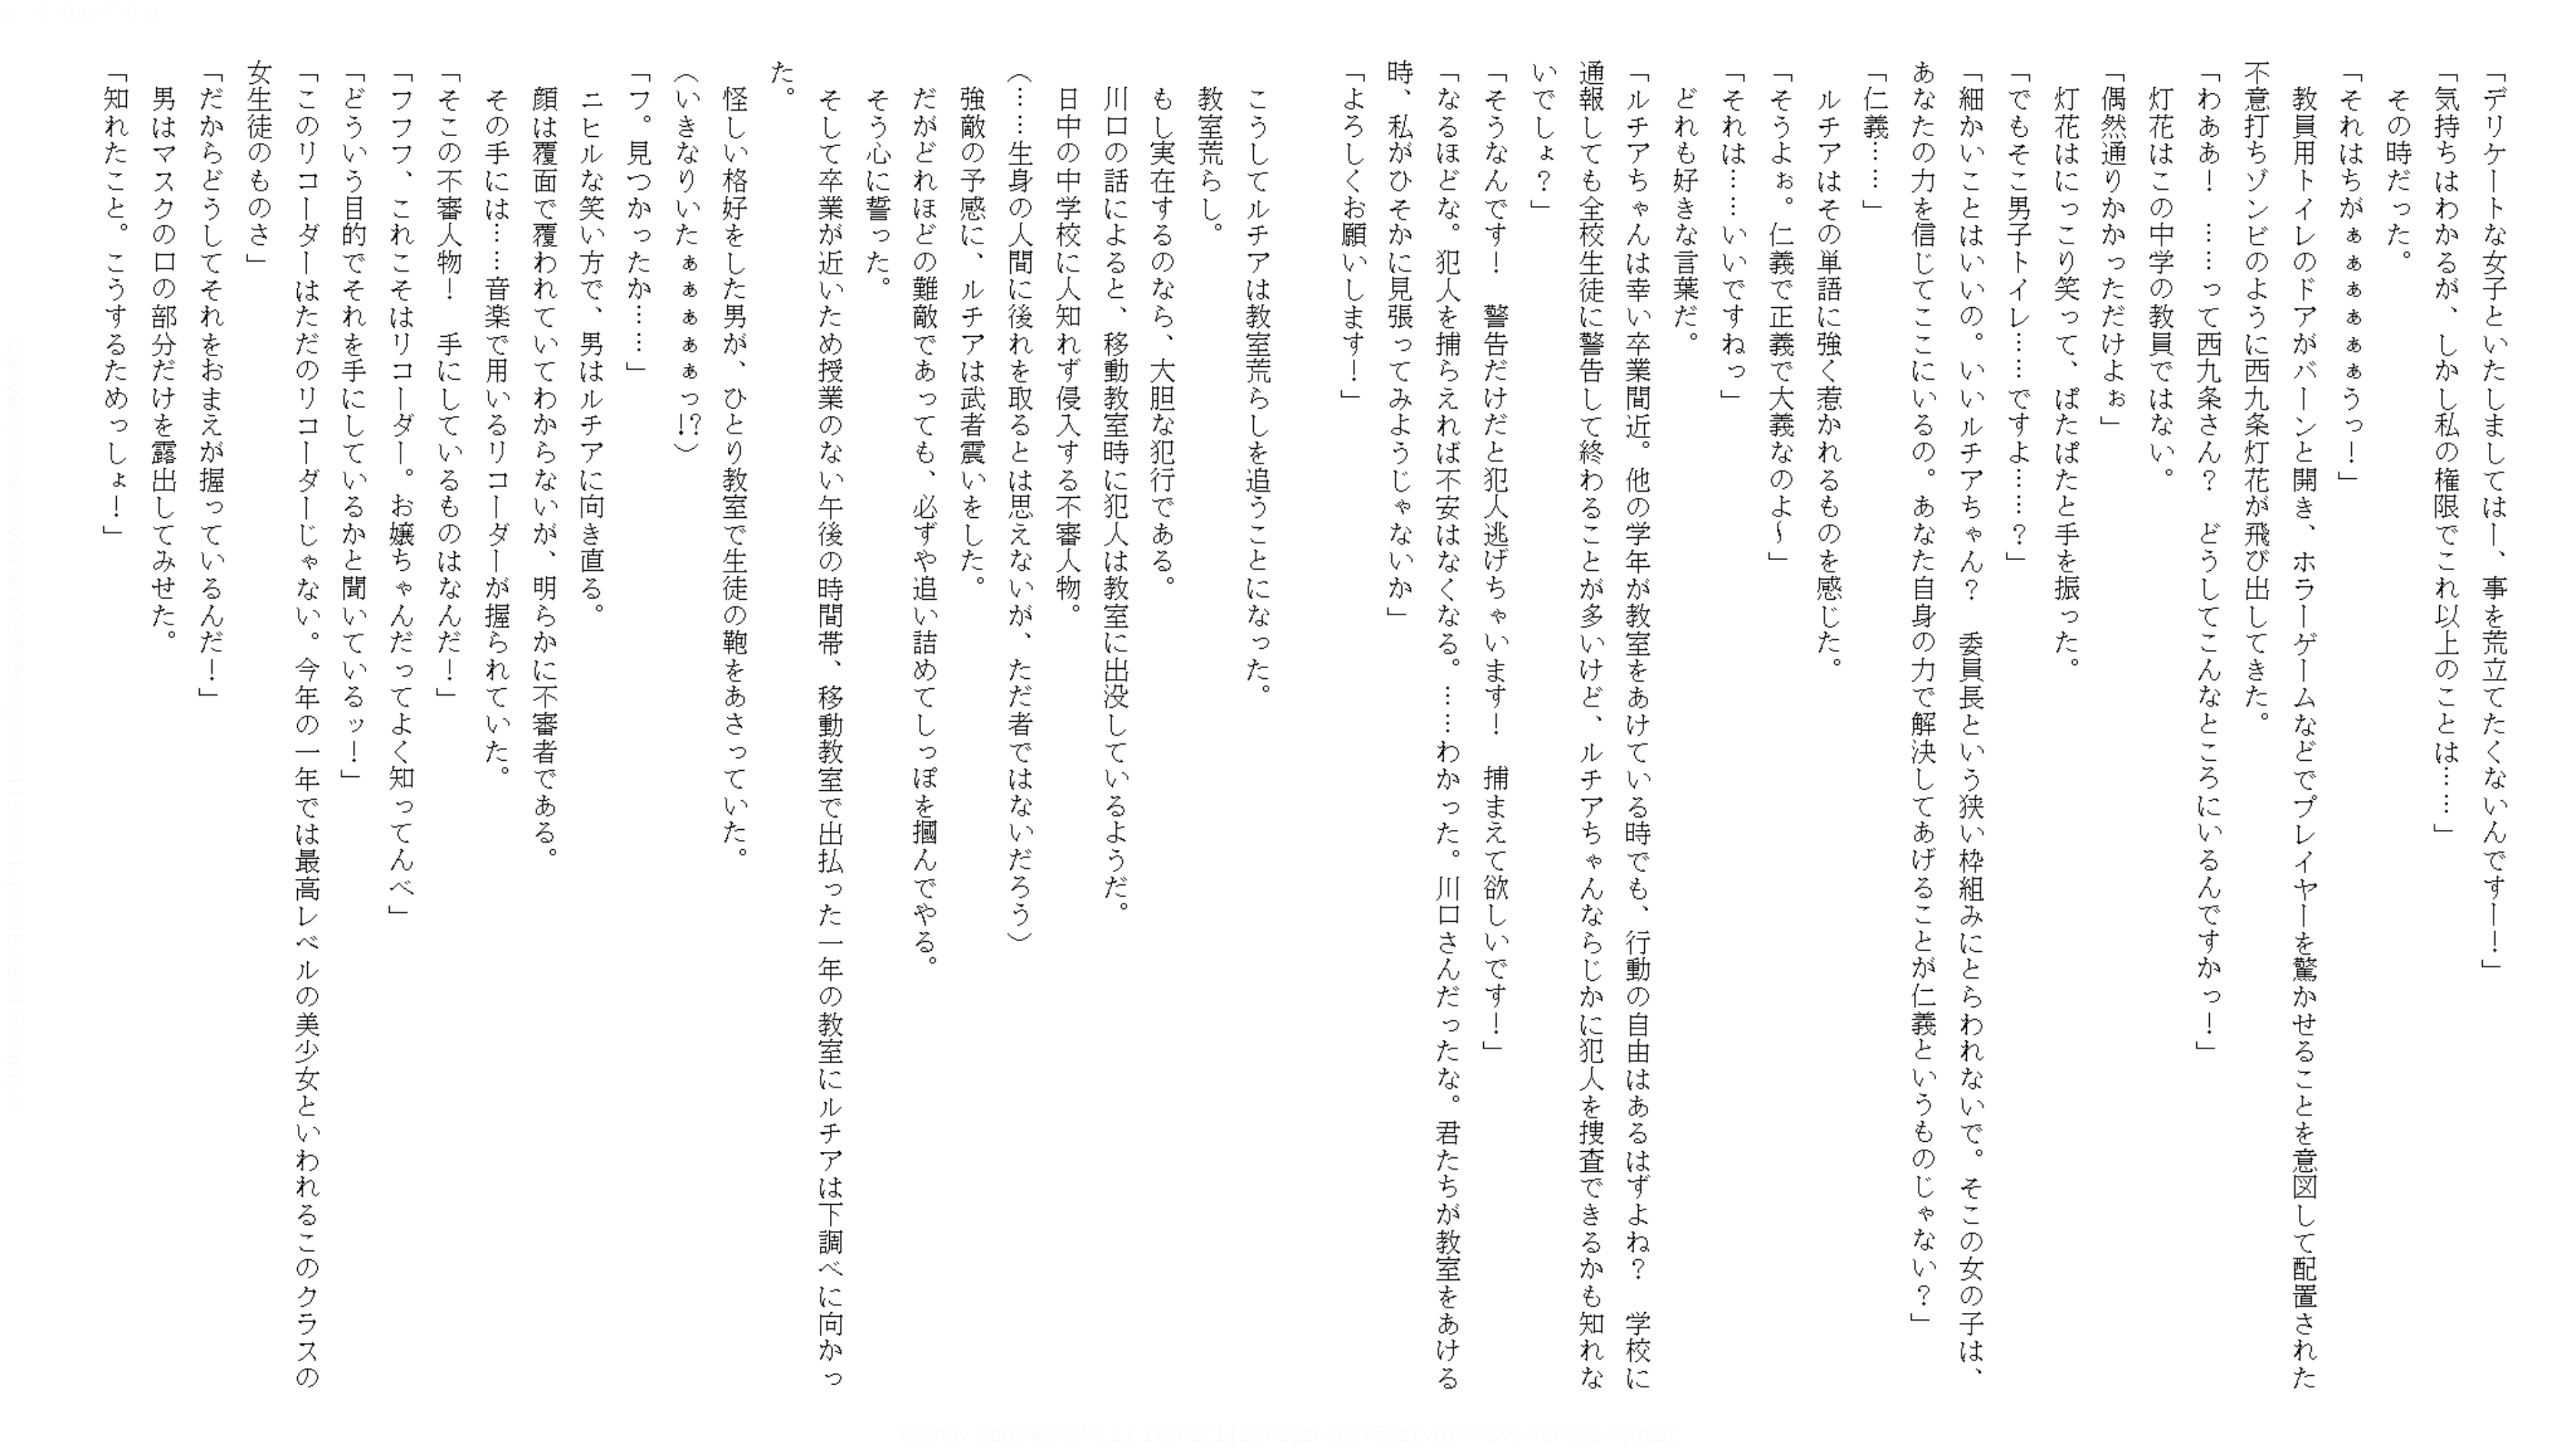 「デリケートな女子といたしましてはー、事を荒立てたくないんですー！」
「気持ちはわかるが、しかし私の権限でこれ以上のことは……」
　その時だった。
「それはちがぁぁぁぁぁぁうっ！」
　教員用トイレのドアがバーンと開き、ホラーゲームなどでプレイヤーを驚かせることを意図して配置された
不意打ちゾンビのように西九条灯花が飛び出してきた。
「わああ！　……って西九条さん？　どうしてこんなところにいるんですかっ！」
　灯花はこの中学の教員ではない。
「偶然通りかかっただけよぉ」
　灯花はにっこり笑って、ぱたぱたと手を振った。
「でもそこ男子トイレ……ですよ……？」
「細かいことはいいの。いいルチアちゃん？　委員長という狭い枠組みにとらわれないで。そこの女の子は、
あなたの力を信じてここにいるの。あなた自身の力で解決してあげることが仁義というものじゃない？」
「仁義……」
　ルチアはその単語に強く惹かれるものを感じた。
「そうよぉ。仁義で正義で大義なのよ～」
「それは……いいですねっ」
　どれも好きな言葉だ。
「ルチアちゃんは幸い卒業間近。他の学年が教室をあけている時でも、行動の自由はあるはずよね？　学校に
通報しても全校生徒に警告して終わることが多いけど、ルチアちゃんならじかに犯人を捜査できるかも知れな
いでしょ？」
「そうなんです！　警告だけだと犯人逃げちゃいます！　捕まえて欲しいです！」
「なるほどな。犯人を捕らえれば不安はなくなる。……わかった。川口さんだったな。君たちが教室をあける
時、私がひそかに見張ってみようじゃないか」
「よろしくお願いします！」
　こうしてルチアは教室荒らしを追うことになった。
　教室荒らし。
　もし実在するのなら、大胆な犯行である。
　川口の話によると、移動教室時に犯人は教室に出没しているようだ。
　日中の中学校に人知れず侵入する不審人物。
（……生身の人間に後れを取るとは思えないが、ただ者ではないだろう）
　強敵の予感に、ルチアは武者震いをした。
　だがどれほどの難敵であっても、必ずや追い詰めてしっぽを摑んでやる。
　そう心に誓った。
　そして卒業が近いため授業のない午後の時間帯、移動教室で出払った一年の教室にルチアは下調べに向かっ
た。
　怪しい格好をした男が、ひとり教室で生徒の鞄をあさっていた。
（いきなりいたぁぁぁぁぁっ!?）
「フ。見つかったか……」
　ニヒルな笑い方で、男はルチアに向き直る。
　顔は覆面で覆われていてわからないが、明らかに不審者である。
　その手には……音楽で用いるリコーダーが握られていた。
「そこの不審人物！　手にしているものはなんだ！」
「フフフ、これこそはリコーダー。お嬢ちゃんだってよく知ってんべ」
「どういう目的でそれを手にしているかと聞いているッ！」
「このリコーダーはただのリコーダーじゃない。今年の一年では最高レベルの美少女といわれるこのクラスの
女生徒のものさ」
「だからどうしてそれをおまえが握っているんだ！」
　男はマスクの口の部分だけを露出してみせた。
「知れたこと。こうするためっしょ！」